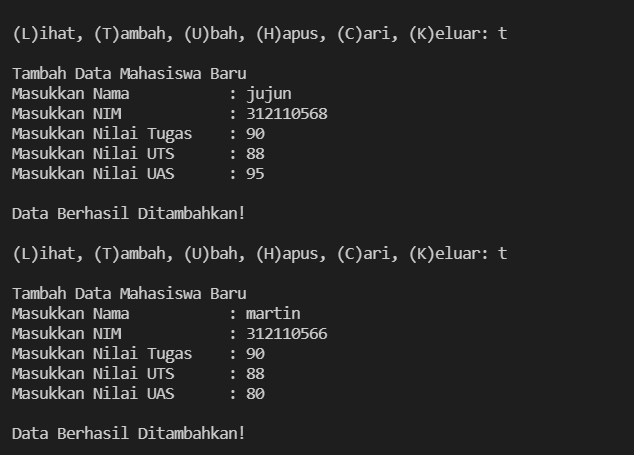 (L)ihat, (T)ambah, (U)bah, (H)apus, (C)ari, (K)eluar: t
Tambah Data Mahasiswa Baru
Masukkan Nama : jujun
Masukkan NIM : 312110568
Masukkan Nilai Tugas : 90
Masukkan Nilai UTS : 88
Masukkan Nilai UAS : 95
Data Berhasil Ditambahkan!
(L)ihat, (T)ambah, (U)bah, (H)apus, (C)ari, (K)eluar: t
Tambah Data Mahasiswa Baru
Masukkan Nama : martin
Masukkan NIM : 312110566
Masukkan Nilai Tugas : 90
Masukkan Nilai UTS : 88
Masukkan Nilai UAS : 80
Data Berhasil Ditambahkan!